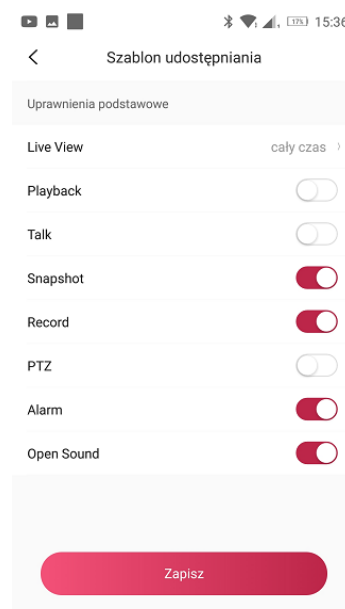 17% 15:36
Szablon udostępniania
Uprawnienia podstawowe
Live View cały czas
Playback
Talk
Snapshot
Record
PTZ
Alarm
Open Sound
Zapisz